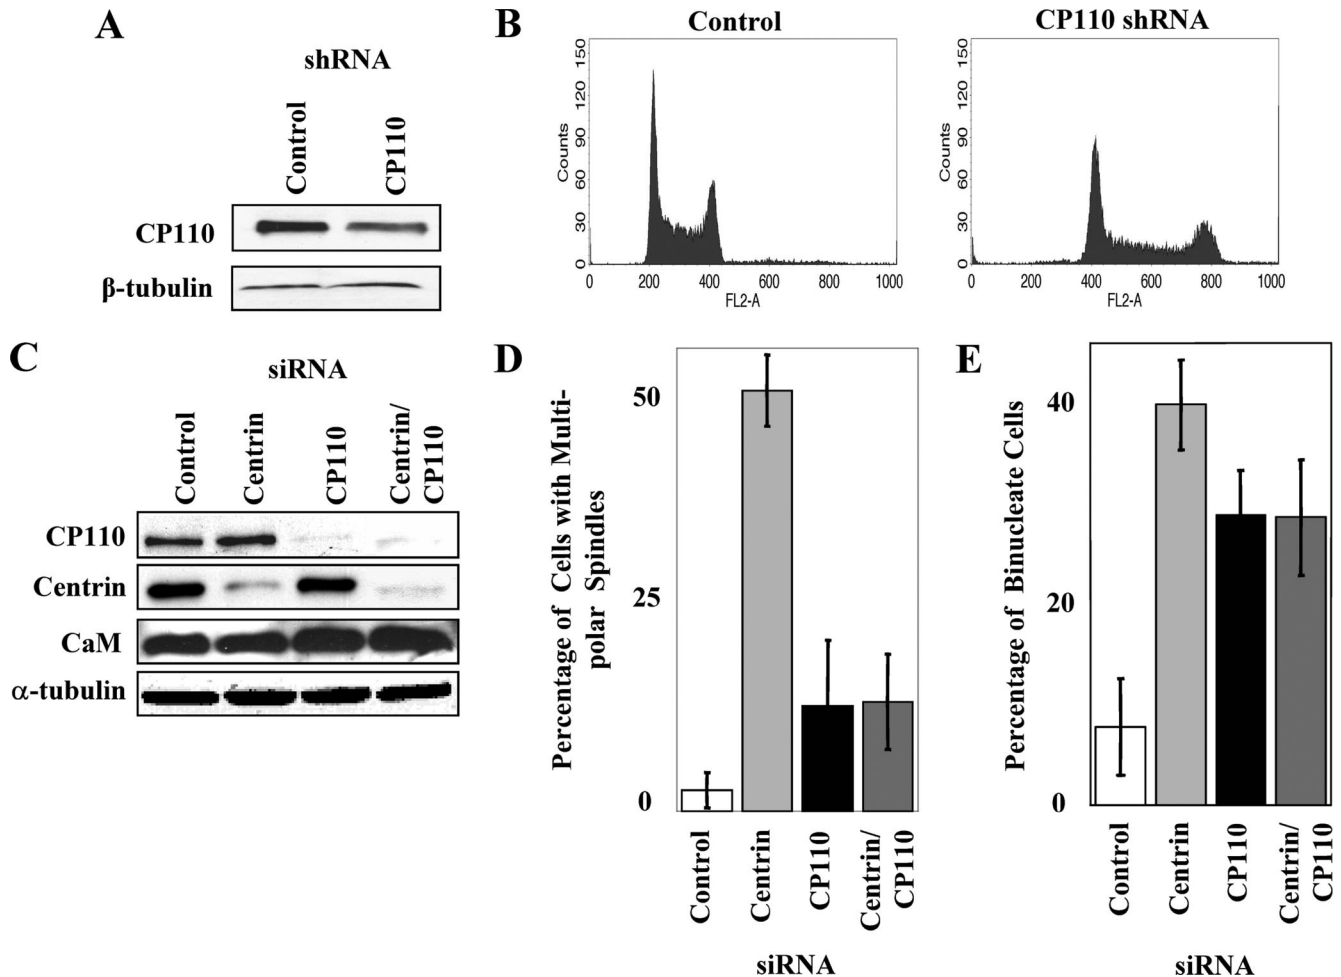 A
shRNA
Control
CP110
CP110
β-tubulin
B
Control
CP110 shRNA
Counts
0 30 60 90 120 150
0 200 400 600 800 1000
FL2-A
Counts
0 30 60 90 120 150
0 200 400 600 800 1000
FL2-A
C
siRNA
Control
Centrin
CP110
Centrin/
CP110
CP110
Centrin
CaM
α-tubulin
D
Percentage of Cells with Multi-
polar Spindles
50
25
0
Control
Centrin
CP110
Centrin/
CP110
siRNA
E
Percentage of Binucleate Cells
40
20
0
Control
Centrin
CP110
Centrin/
CP110
siRNA